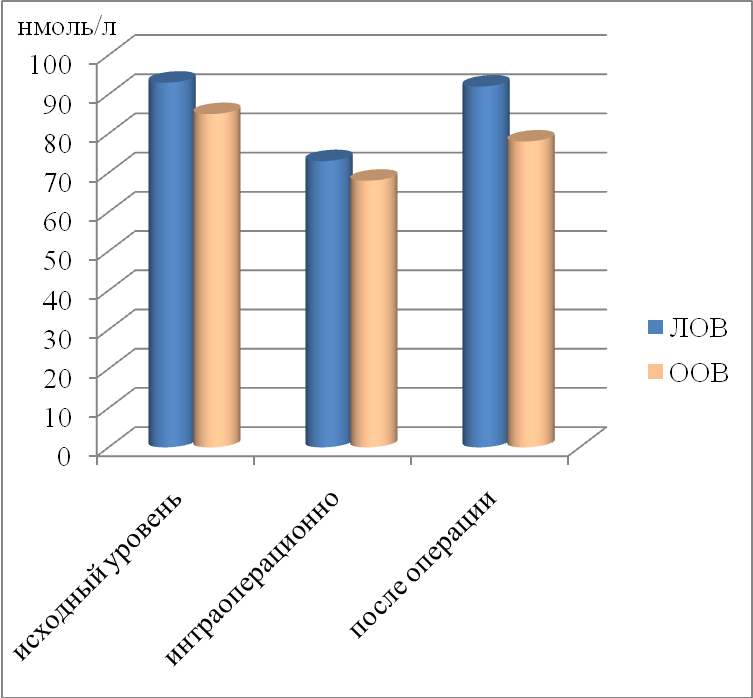 нмоль/л
100
90
80
70
60
50
40
30
20
10
0
исходный уровень
интраоперационно
после операции
ЛОВ
ООВ